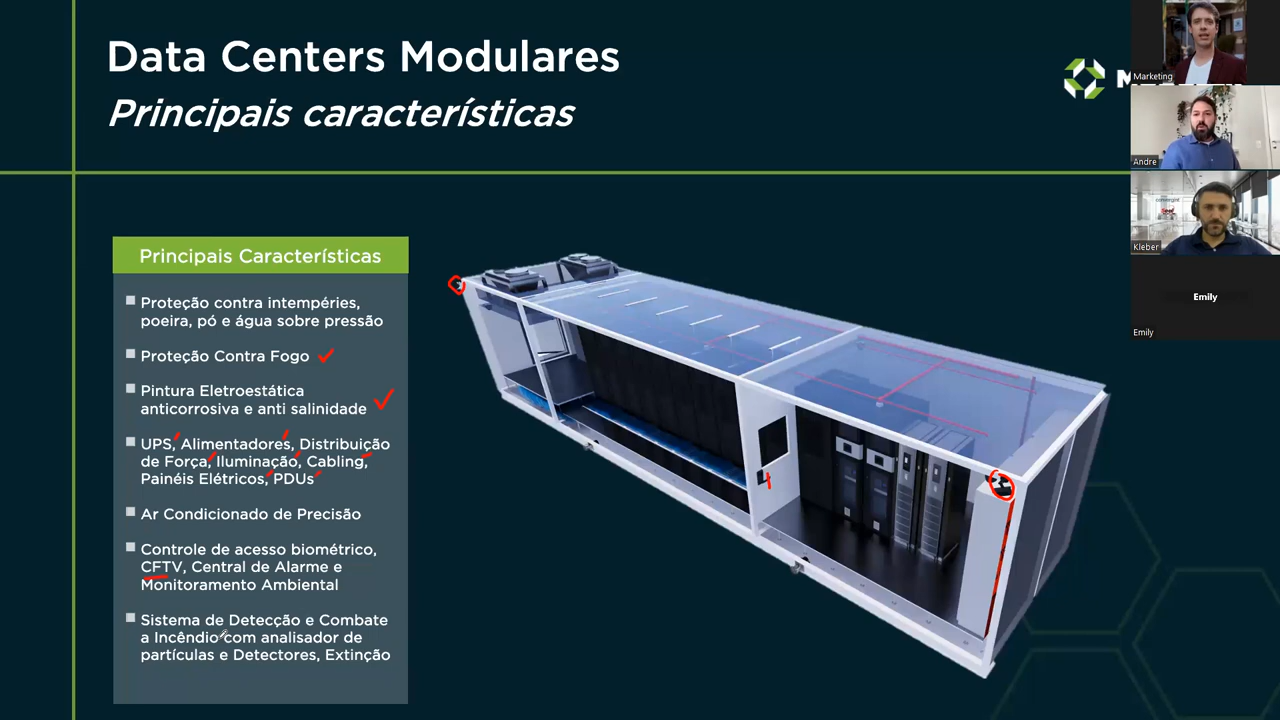 Data Centers Modulares
Principais características
Principais Características
Proteção contra intempéries,
poeira, pó e água sobre pressão
Proteção Contra Fogo
Pintura Eletroestática
anticorrosiva e anti salinidade
UPS, Alimentadores, Distribuição
de Força, Iluminação, Cabling,
Painéis Elétricos, PDUs
Ar Condicionado de Precisão
Controle de acesso biométrico,
CFTV, Central de Alarme e
Monitoramento Ambiental
Sistema de Detecção e Combate
a Incêndio com analisador de
partículas e Detectores, Extinção
Marketing
Andre
convergint
Kleber
Emily
Emily